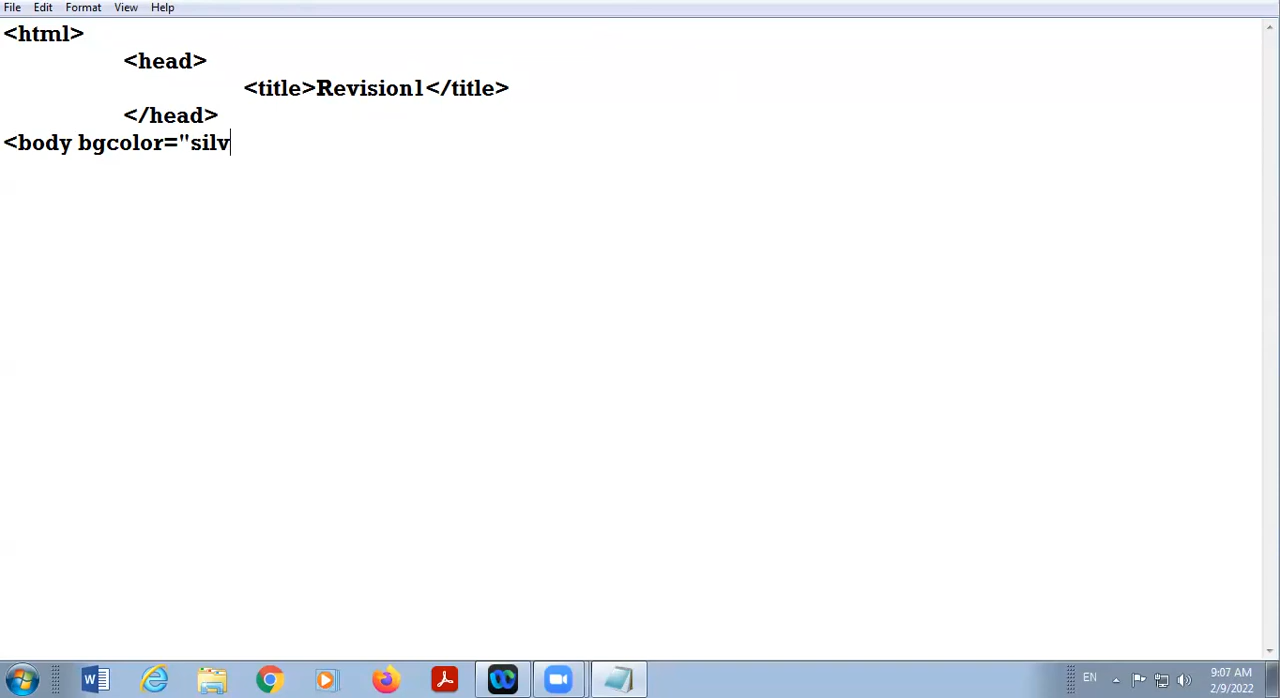 File Edit Format View Help
<html>
<head>
<title>Revision1</title>
</head>
<body bgcolor="silv
W
EN
9:07 AM
2/9/2022